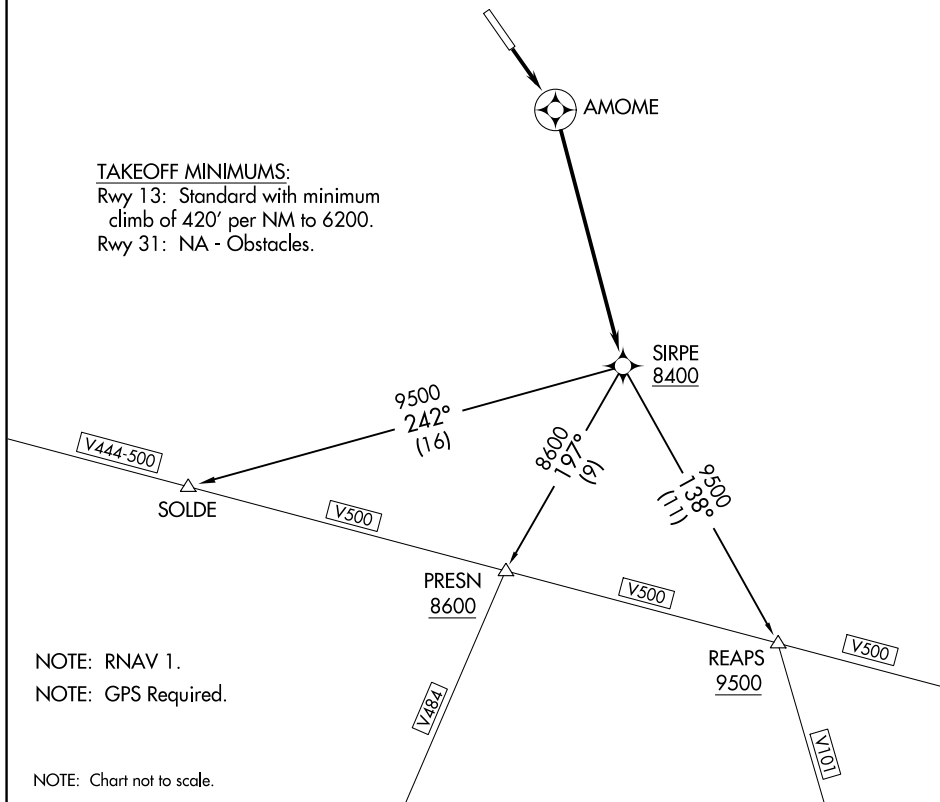 AMOME
TAKEOFF MINIMUMS:
Rwy 13: Standard with minimum
climb of 420' per NM to 6200.
Rwy 31: NA - Obstacles.
SIRPE
8400
9500
242°
(16)
8600
197°
(9)
9500
138°
(11)
V444-500
SOLDE
V500
PRESN
8600
V500
REAPS
9500
V500
V484
V101
NOTE: RNAV 1.
NOTE: GPS Required.
NOTE: Chart not to scale.